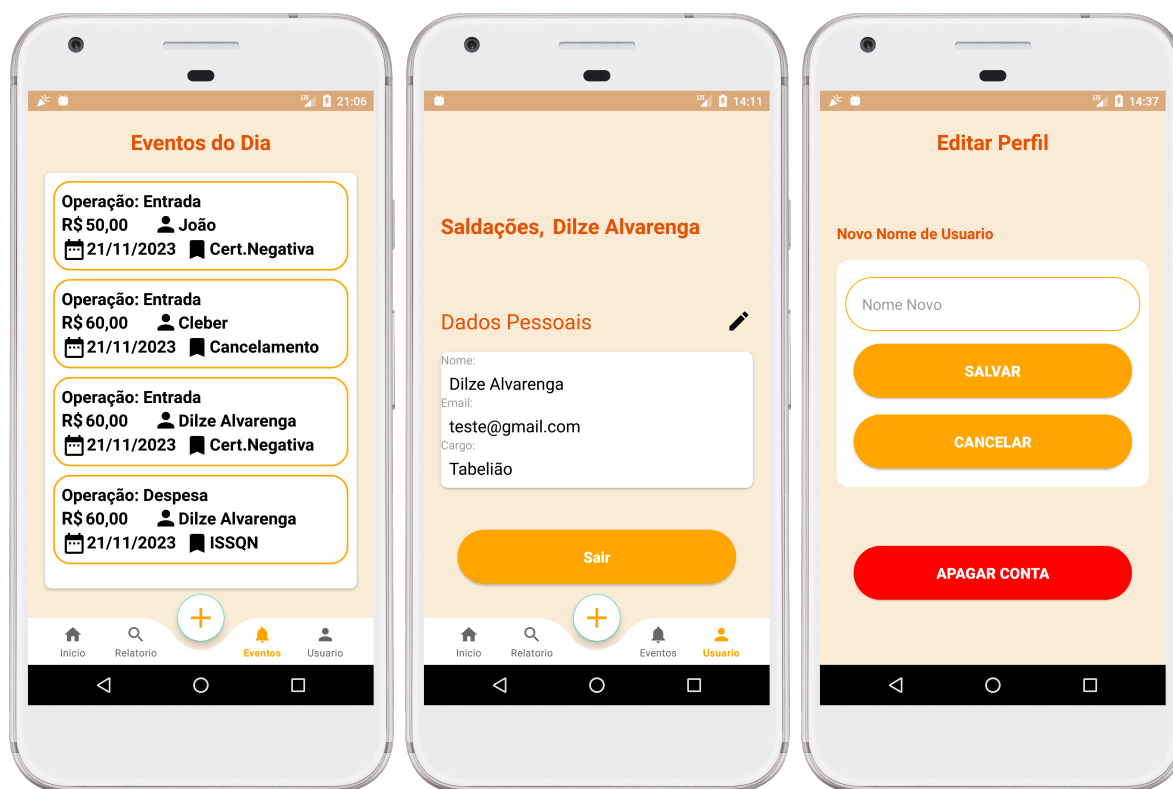 LTE 21:06
Eventos do Dia
Operação: Entrada
R$ 50,00 João
21/11/2023 Cert.Negativa
Operação: Entrada
R$ 60,00 Cleber
21/11/2023 Cancelamento
Operação: Entrada
R$ 60,00 Dilze Alvarenga
21/11/2023 Cert.Negativa
Operação: Despesa
R$ 60,00 Dilze Alvarenga
21/11/2023 ISSQN
Inicio Relatorio Eventos Usuario
LTE 14:11
Saldações, Dilze Alvarenga
Dados Pessoais
Nome:
Dilze Alvarenga
Email:
teste@gmail.com
Cargo:
Tabelião
Sair
Inicio Relatorio Eventos Usuario
LTE 14:37
Editar Perfil
Novo Nome de Usuario
Nome Novo
SALVAR
CANCELAR
APAGAR CONTA